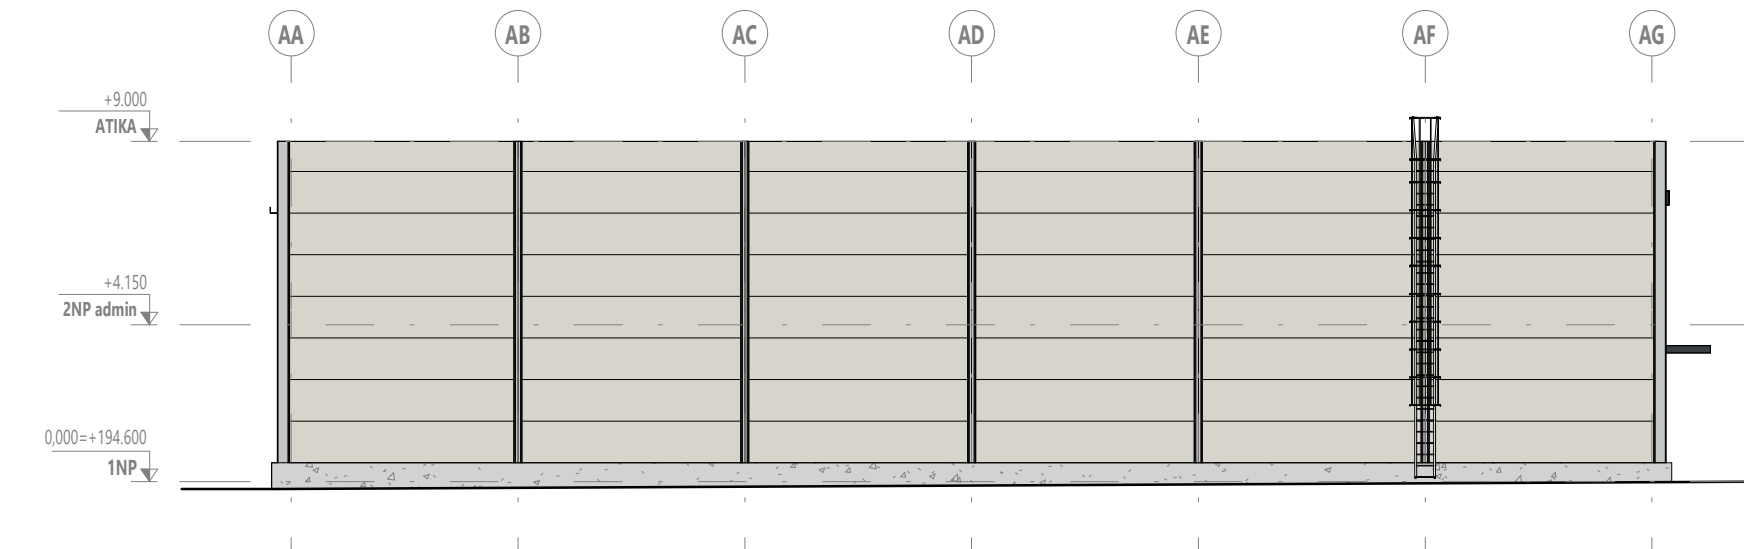 AA AB AC AD AE AF AG
+9.000
ATIKA
+4.150
2NP admin
0,000=+194.600
1NP